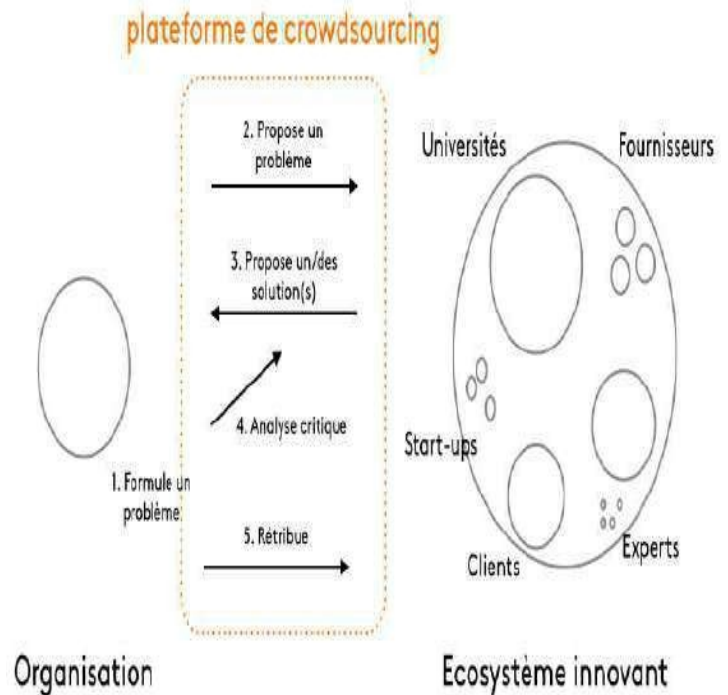 plateforme de crowdsourcing
2. Propose un
problème
Universités
Fournisseurs
3. Propose un/des
solution(s)
4. Analyse critique
Start-ups
1. Formule un
problème
5. Rétribue
Experts
Clients
Organisation
Ecosystème innovant